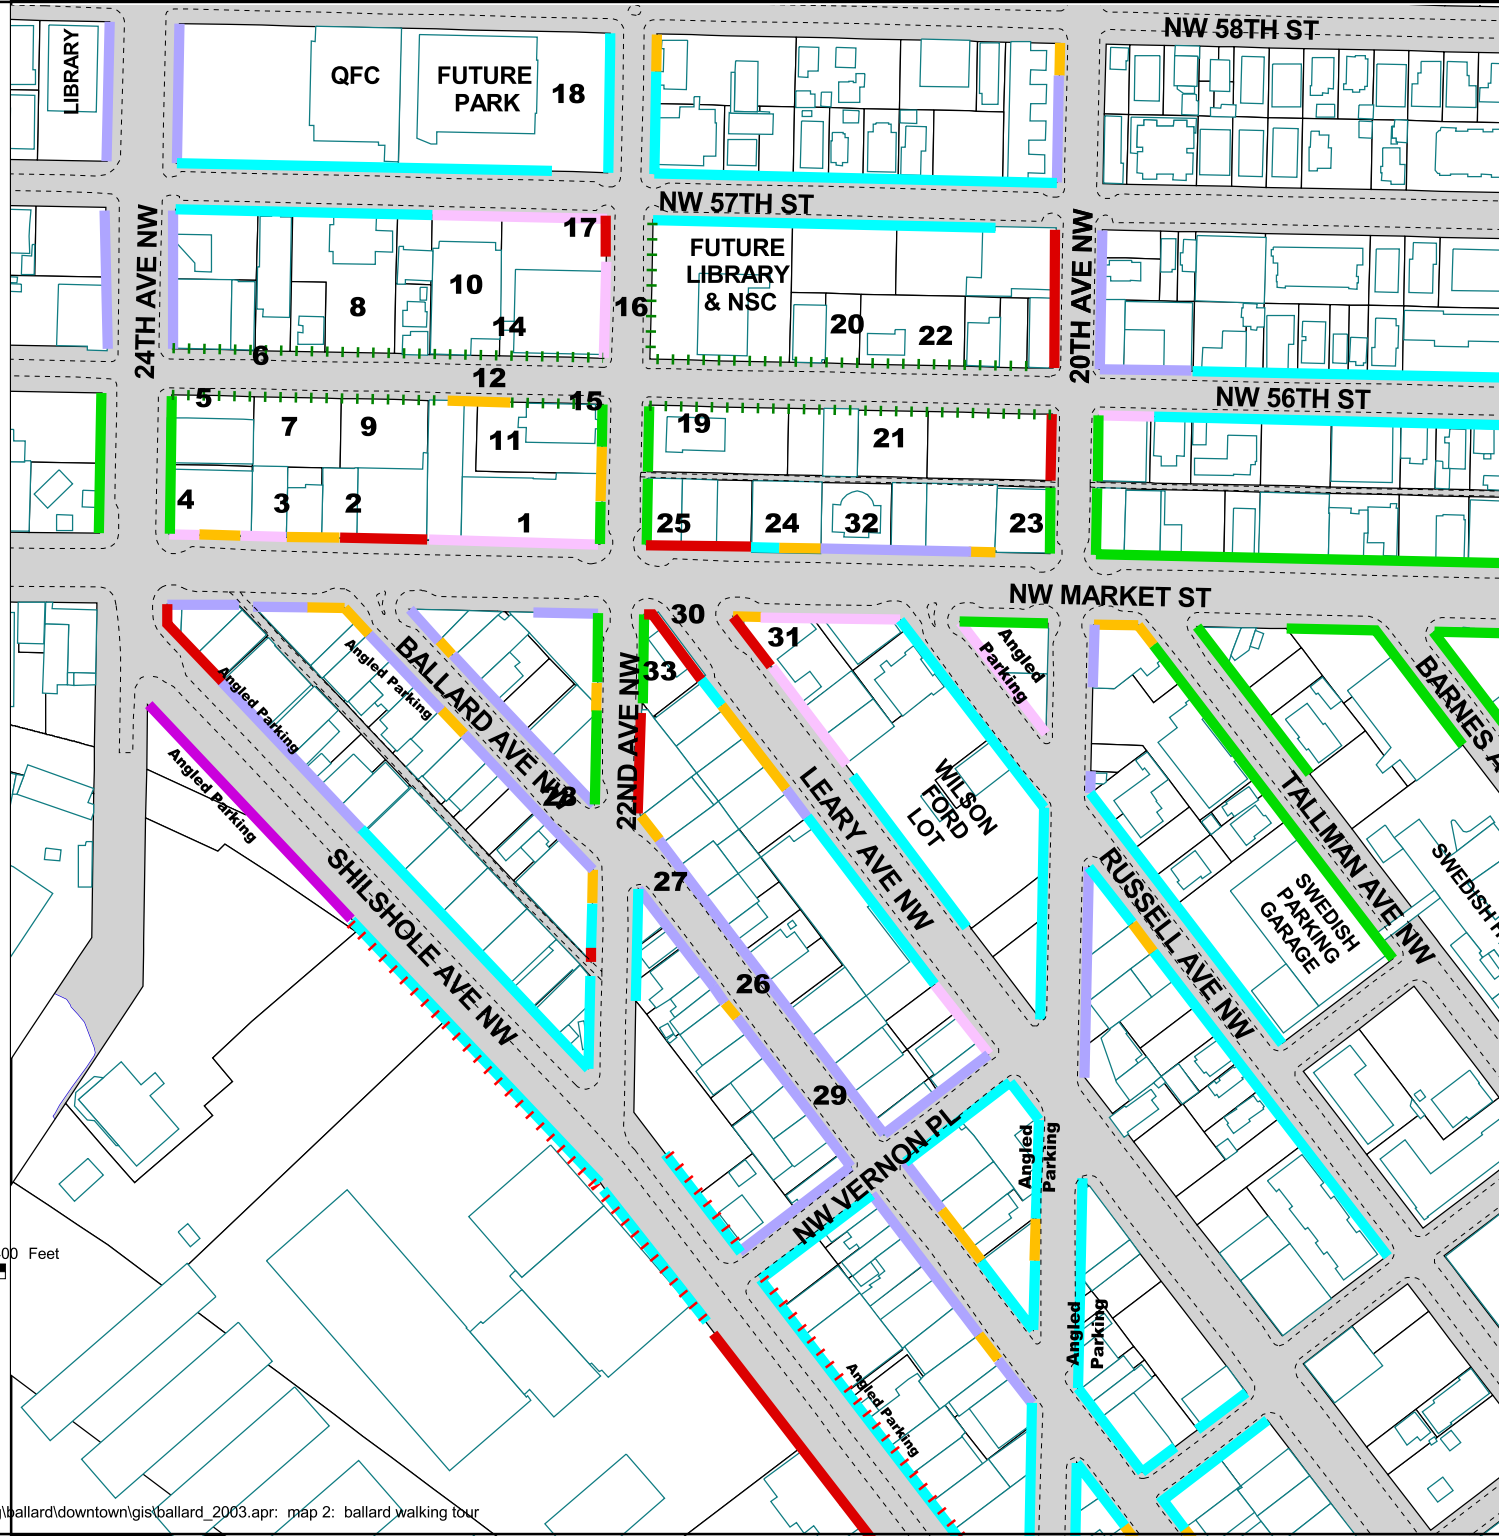 NW 58TH ST
LIBRARY
QFC
FUTURE
PARK
18
NW 57TH ST
24TH AVE NW
17
FUTURE
LIBRARY
& NSC
20TH AVE NW
10
8
16
14
20
22
6
12
NW 56TH ST
5
15
7
9
11
19
21
4
3
2
1
25
24
32
23
NW MARKET ST
30
31
33
Angled
Parking
BALLARD AVE NW
Angled Parking
Angled Parking
Angled Parking
22ND AVE NW
28
BARNES A
LEARY AVE NW
WILSON
FORD
LOT
TALLMAN AVE NW
SHILSHOLE AVE NW
RUSSELL AVE NW
SWEDISH
PARKING
GARAGE
SWEDISH
27
26
29
NW VERNON PL
Angled
Parking
Angled
Parking
Angled Parking
00 Feet
\ballard\downtown\gis\ballard_2003.apr: map 2: ballard walking tour